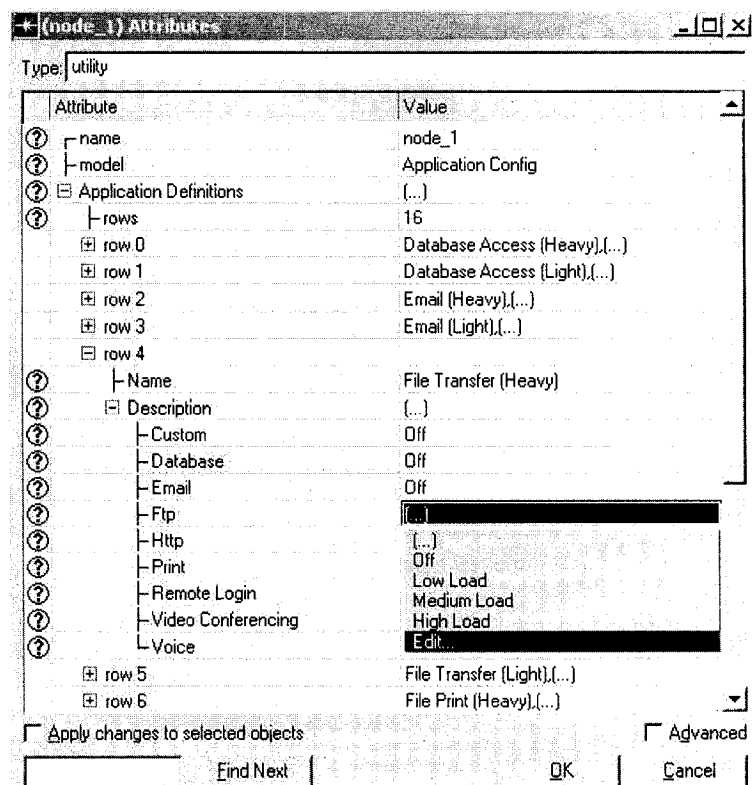 (node_1) Attributes
Type: utility
Attribute Value
name node_1
model Application Config
Application Definitions (...)
rows 16
row 0 Database Access (Heavy),(...)
row 1 Database Access (Light),(...)
row 2 Email (Heavy),(...)
row 3 Email (Light),(...)
row 4
Name File Transfer (Heavy)
Description (...)
Custom Off
Database Off
Email Off
Ftp (...)
Http (...)
Off
Print Low Load
Remote Login Medium Load
Video Conferencing High Load
Voice Edit...
row 5 File Transfer (Light),(...)
row 6 File Print (Heavy),(...)
Apply changes to selected objects Advanced
Find Next OK Cancel